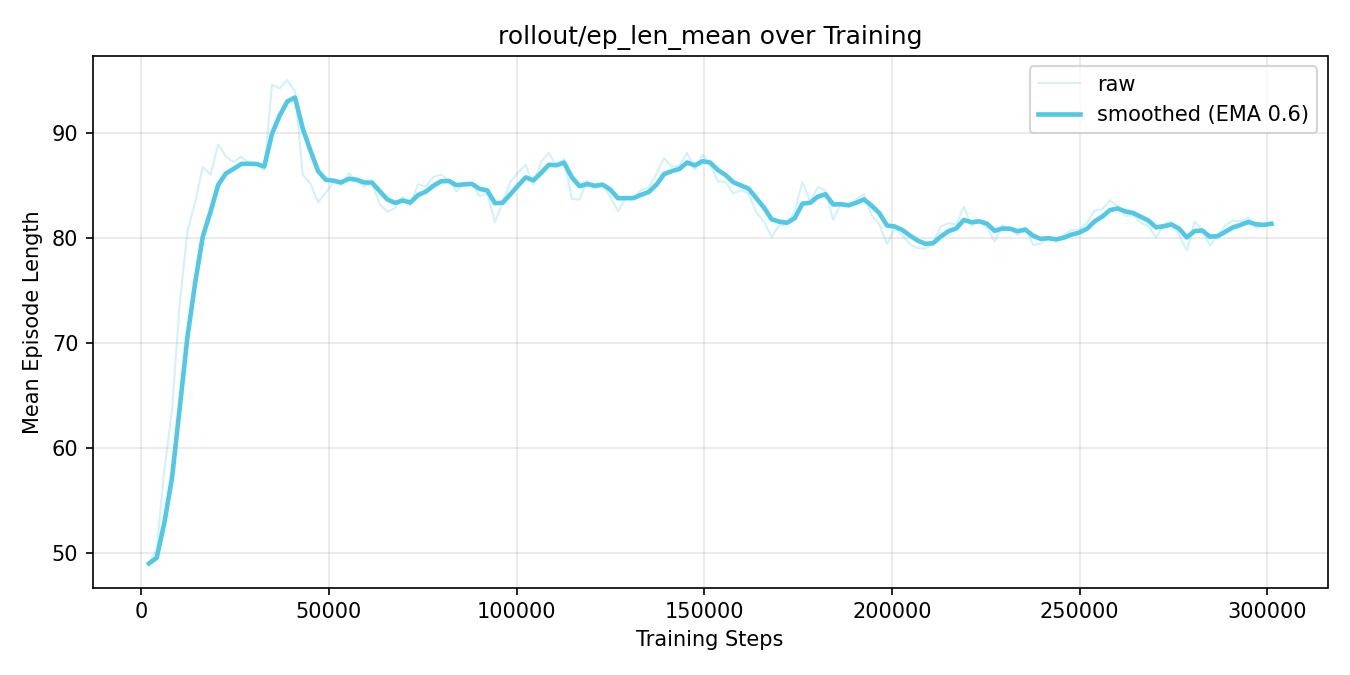 rollout/ep_len_mean over Training
raw
smoothed (EMA 0.6)
Mean Episode Length
90
80
70
60
50
0
50000
100000
150000
200000
250000
300000
Training Steps